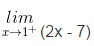 lim
x→1⁺ (2x - 7)